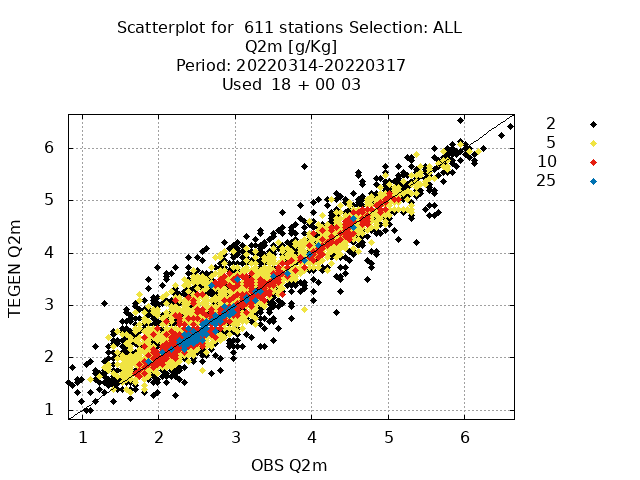 Scatterplot for  611 stations Selection: ALL
Q2m [g/Kg]
Period: 20220314-20220317
Used  18 + 00 03
2
5
10
25
6
5
4
3
2
1
TEGEN Q2m
1 2 3 4 5 6
OBS Q2m